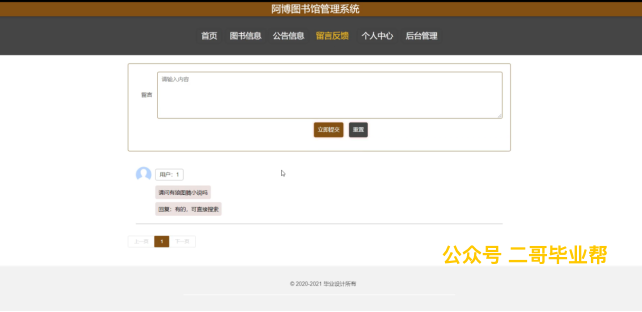 阿博图书馆管理系统
首页 图书信息 公告信息 留言反馈 个人中心 后台管理
请输入内容
留言
立即提交 重置
用户：1
请问有猫困圈小说吗
回复：有的，可直接搜索
上一页 1 下一页
公众号 二哥毕业帮
© 2020-2021 毕业设计所有